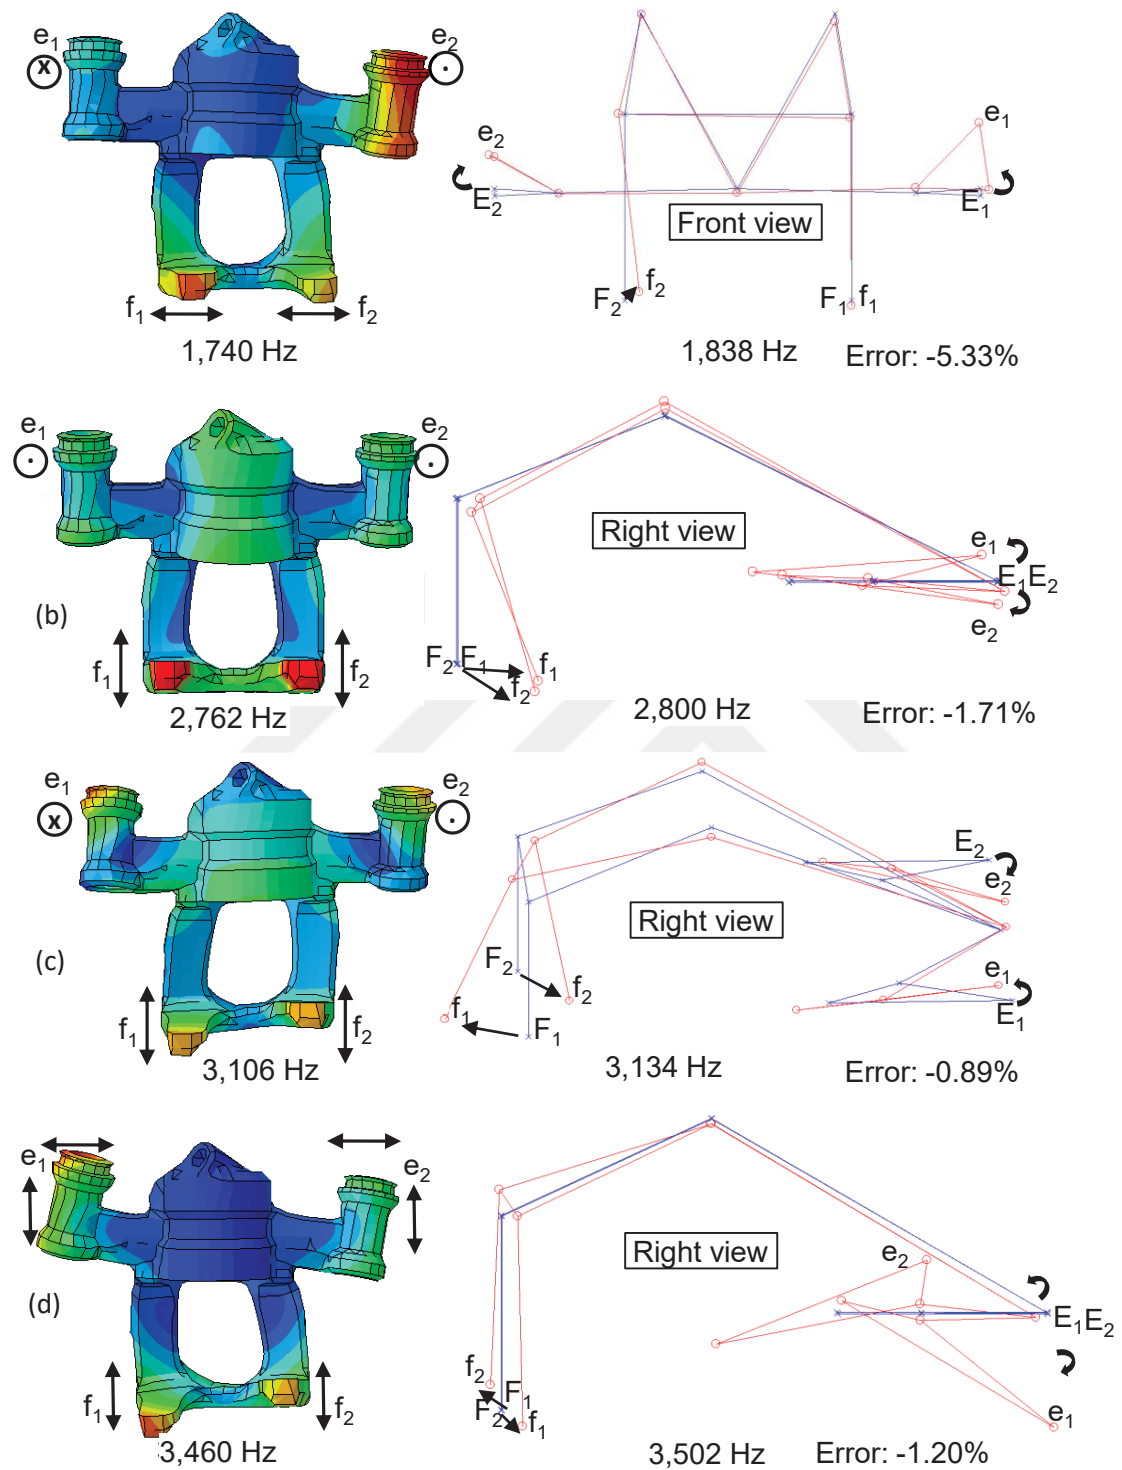 e1 e2
x .
e2 e1
E2 E1
Front view
F2 f2 F1 f1
f1 f2
1,740 Hz 1,838 Hz Error: -5.33%
e1 e2
. .
Right view
e1
E1E2
e2
(b)
f1 f2
F2 F1 f1
f2
2,762 Hz 2,800 Hz Error: -1.71%
e1 e2
x .
E2
e2
Right view
(c)
F2 f2 e1
f1 F1 E1
f1 f2
3,106 Hz 3,134 Hz Error: -0.89%
e1 e2
Right view
e2
(d)
E1E2
f2 F1
F2 f1 e1
f1 f2
3,460 Hz 3,502 Hz Error: -1.20%